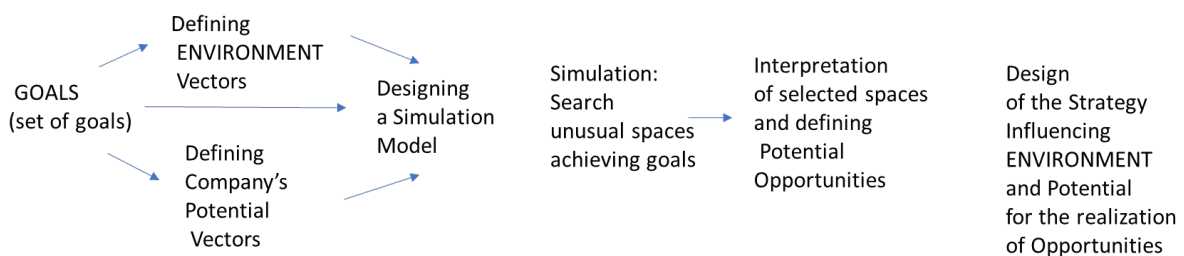 GOALS
(set of goals)
Defining
ENVIRONMENT
Vectors
Defining
Company’s
Potential
Vectors
Designing
a Simulation
Model
Simulation:
Search
unusual spaces
achieving goals
Interpretation
of selected spaces
and defining
Potential
Opportunities
Design
of the Strategy
Influencing
ENVIRONMENT
and Potential
for the realization
of Opportunities